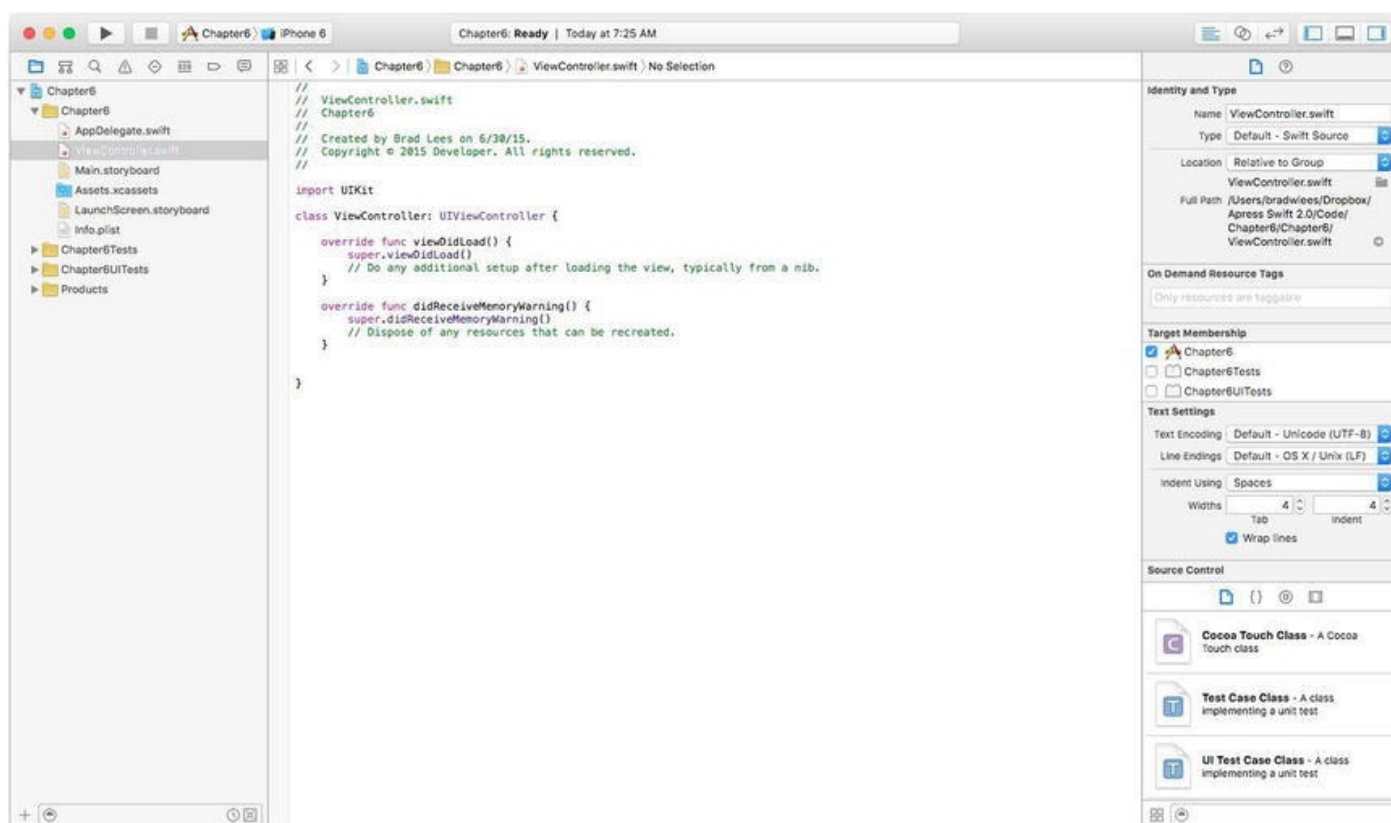 Chapter6 iPhone 6
Chapter6: Ready | Today at 7:25 AM
Chapter6
Chapter6
AppDelegate.swift
ViewController.swift
Main.storyboard
Assets.xcassets
LaunchScreen.storyboard
Info.plist
Chapter6Tests
Chapter6UITests
Products
Chapter6 Chapter6 ViewController.swift No Selection
//
// ViewController.swift
// Chapter6
//
// Created by Brad Lees on 6/30/15.
// Copyright © 2015 Developer. All rights reserved.
//
import UIKit
class ViewController: UIViewController {
override func viewDidLoad() {
super.viewDidLoad()
// Do any additional setup after loading the view, typically from a nib.
}
override func didReceiveMemoryWarning() {
super.didReceiveMemoryWarning()
// Dispose of any resources that can be recreated.
}
}
Identity and Type
Name ViewController.swift
Type Default - Swift Source
Location Relative to Group
ViewController.swift
Full Path /Users/bradwlees/Dropbox/
Apress Swift 2.0/Code/
Chapter6/Chapter6/
ViewController.swift
On Demand Resource Tags
Only resources are taggable
Target Membership
Chapter6
Chapter6Tests
Chapter6UITests
Text Settings
Text Encoding Default - Unicode (UTF-8)
Line Endings Default - OS X / Unix (LF)
Indent Using Spaces
Widths 4 4
Tab Indent
Wrap lines
Source Control
{}
C Cocoa Touch Class - A Cocoa
Touch class
T Test Case Class - A class
implementing a unit test
T UI Test Case Class - A class
implementing a unit test